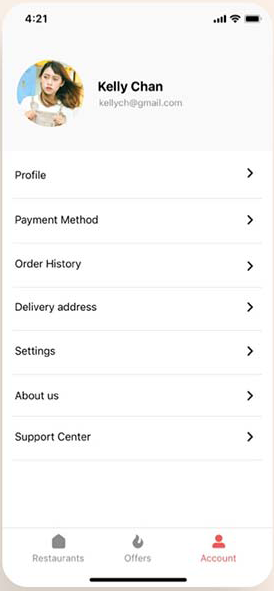 4:21
Kelly Chan
kellych@gmail.com
Profile
Payment Method
Order History
Delivery address
Settings
About us
Support Center
Restaurants
Offers
Account